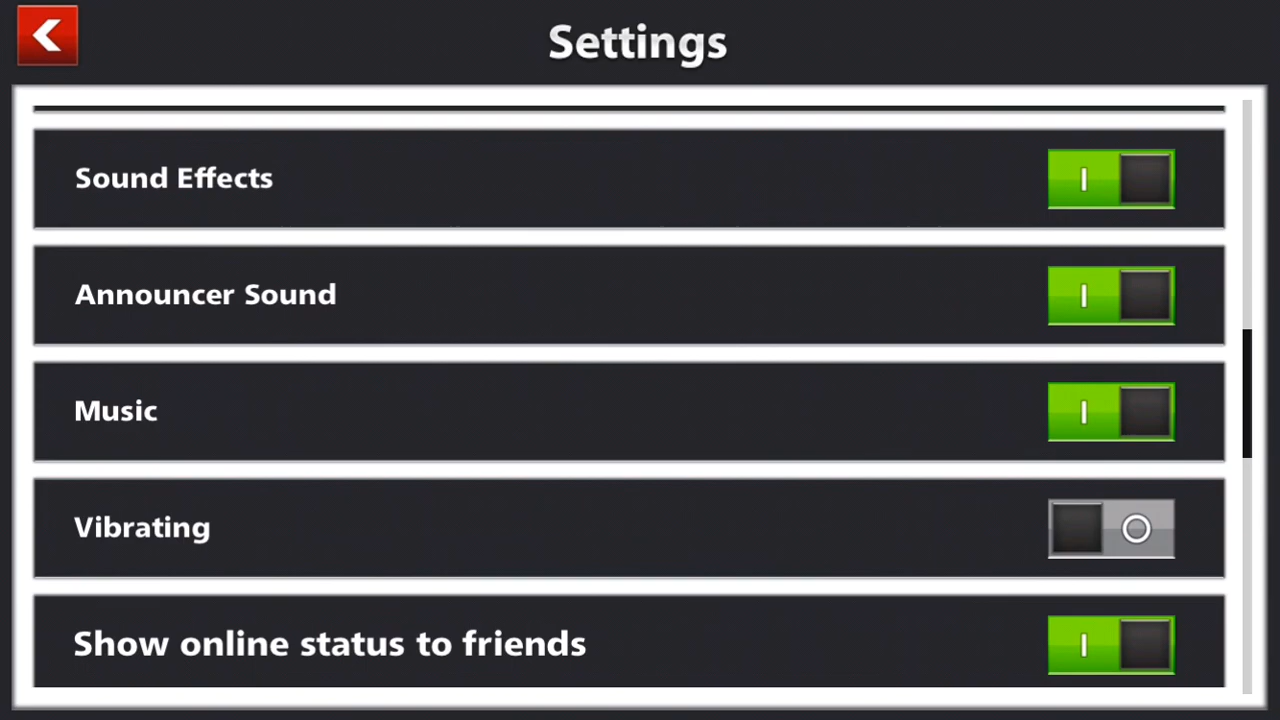 Settings
Sound Effects
Announcer Sound
Music
Vibrating
Show online status to friends